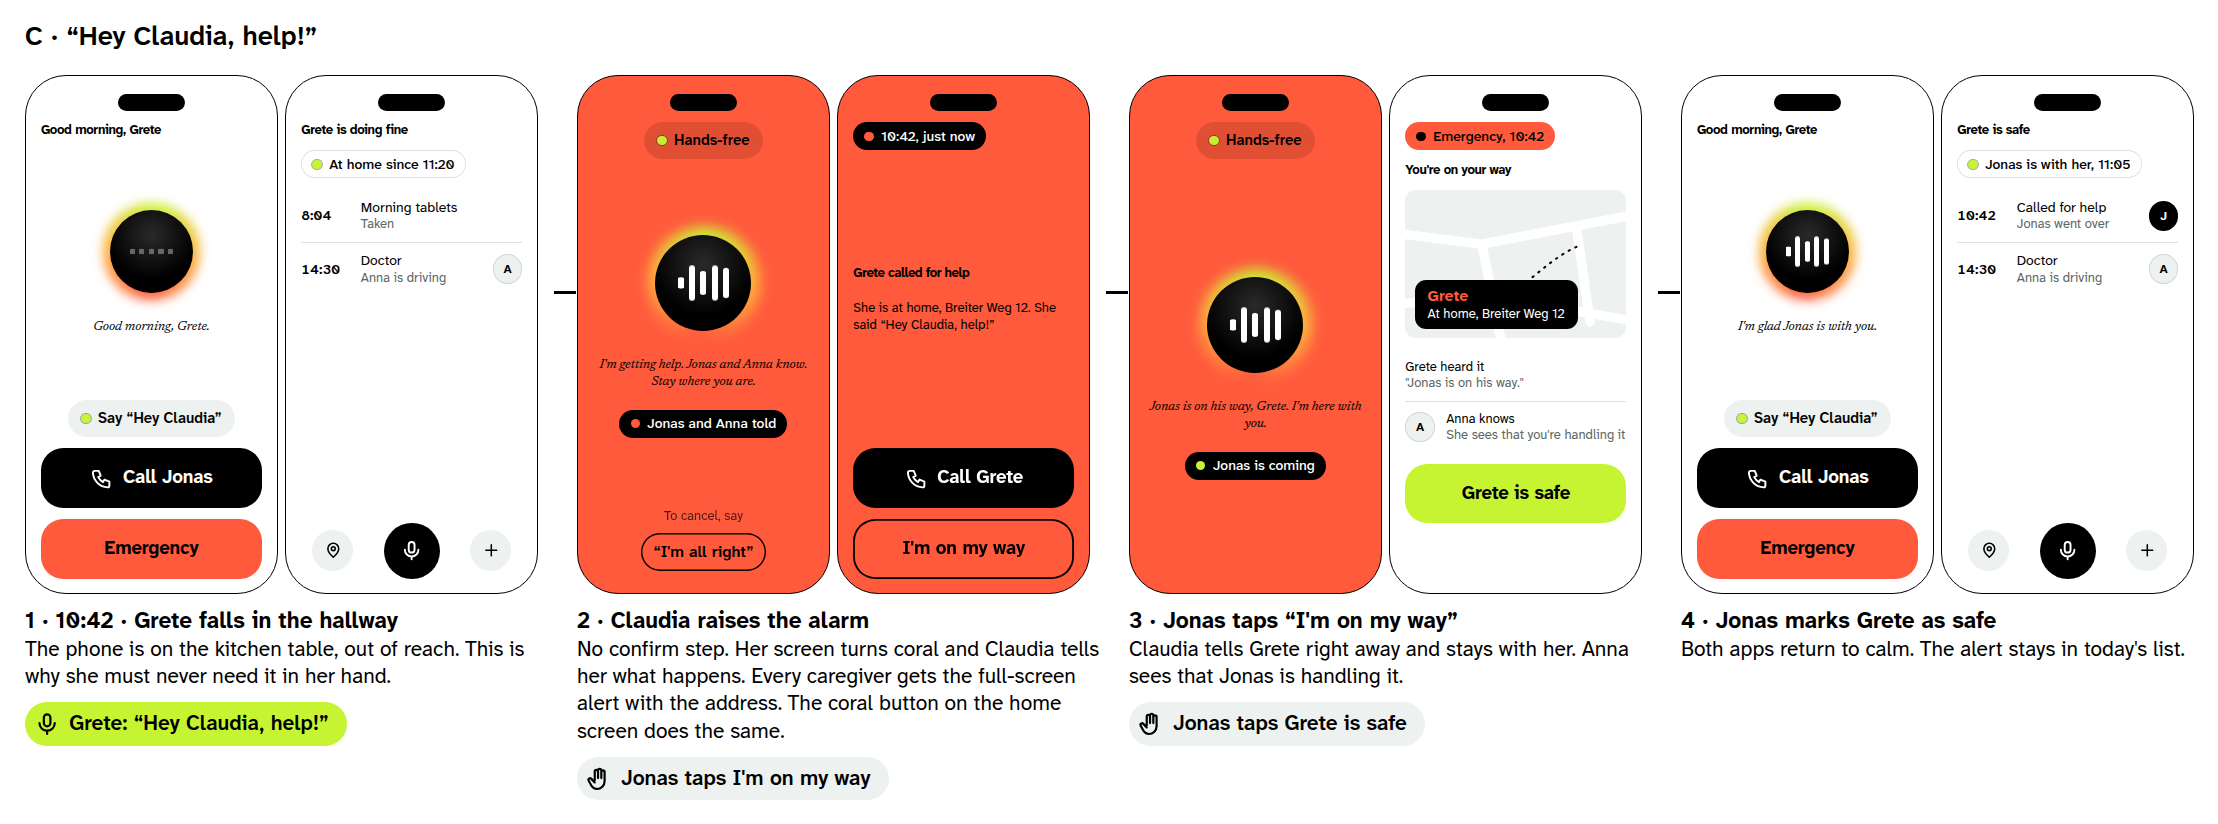 C · “Hey Claudia, help!”
Good morning, Grete
Good morning, Grete.
Say “Hey Claudia”
Call Jonas
Emergency
Grete is doing fine
At home since 11:20
8:04
Morning tablets
Taken
14:30
Doctor
Anna is driving
A
1 · 10:42 · Grete falls in the hallway
The phone is on the kitchen table, out of reach. This is
why she must never need it in her hand.
Grete: “Hey Claudia, help!”
Hands-free
I'm getting help. Jonas and Anna know.
Stay where you are.
Jonas and Anna told
To cancel, say
“I'm all right”
10:42, just now
Grete called for help
She is at home, Breiter Weg 12. She
said “Hey Claudia, help!”
Call Grete
I'm on my way
2 · Claudia raises the alarm
No confirm step. Her screen turns coral and Claudia tells
her what happens. Every caregiver gets the full-screen
alert with the address. The coral button on the home
screen does the same.
Jonas taps I'm on my way
Hands-free
Jonas is on his way, Grete. I'm here with
you.
Jonas is coming
Emergency, 10:42
You're on your way
Grete
At home, Breiter Weg 12
Grete heard it
"Jonas is on his way."
A
Anna knows
She sees that you're handling it
Grete is safe
3 · Jonas taps “I'm on my way”
Claudia tells Grete right away and stays with her. Anna
sees that Jonas is handling it.
Jonas taps Grete is safe
Good morning, Grete
I'm glad Jonas is with you.
Say “Hey Claudia”
Call Jonas
Emergency
Grete is safe
Jonas is with her, 11:05
10:42
Called for help
Jonas went over
J
14:30
Doctor
Anna is driving
A
4 · Jonas marks Grete as safe
Both apps return to calm. The alert stays in today's list.